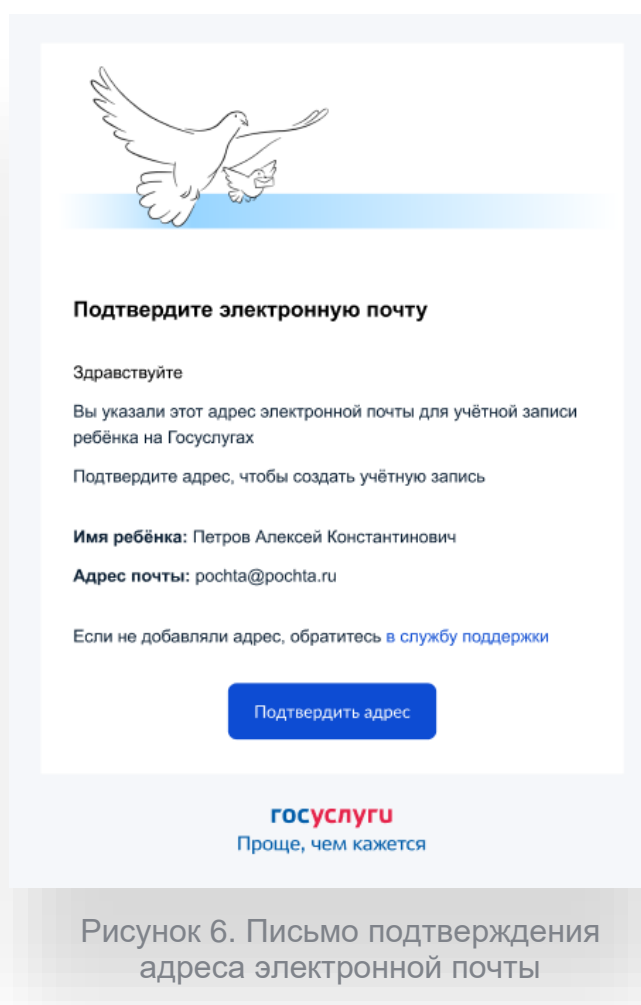 Подтвердите электронную почту
Здравствуйте
Вы указали этот адрес электронной почты для учётной записи
ребёнка на Госуслугах
Подтвердите адрес, чтобы создать учётную запись
Имя ребёнка: Петров Алексей Константинович
Адрес почты: pochta@pochta.ru
Если не добавляли адрес, обратитесь в службу поддержки
Подтвердить адрес
госуслуги
Проще, чем кажется
Рисунок 6. Письмо подтверждения
адреса электронной почты